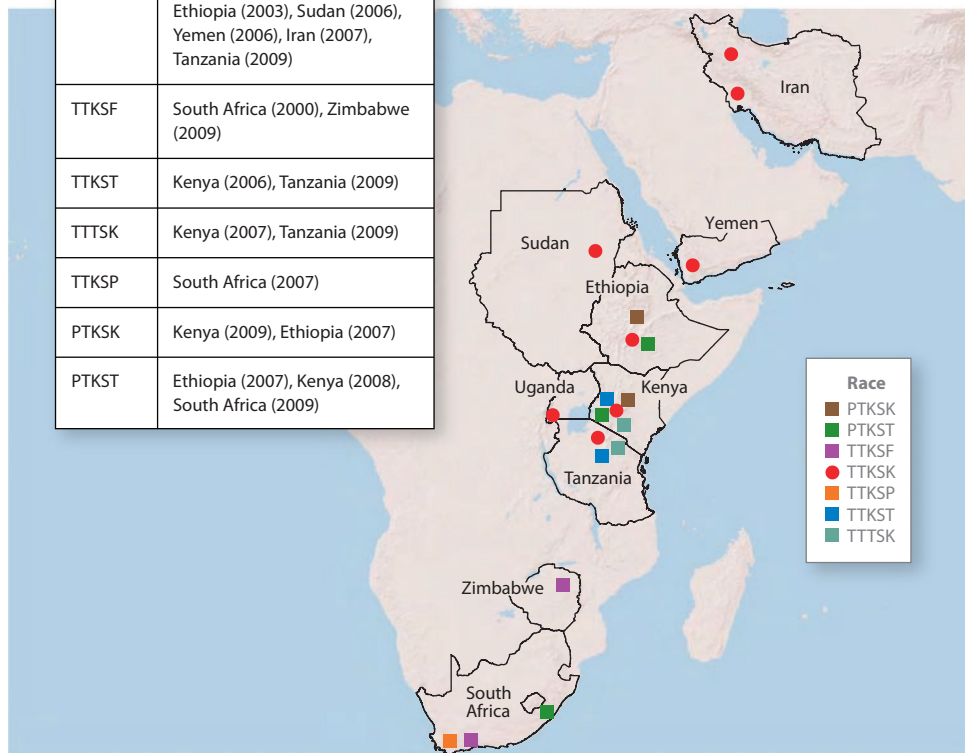 Ethiopia (2003), Sudan (2006),
Yemen (2006), Iran (2007),
Tanzania (2009)
TTKSF South Africa (2000), Zimbabwe
(2009)
TTKST Kenya (2006), Tanzania (2009)
TTTSK Kenya (2007), Tanzania (2009)
TTKSP South Africa (2007)
PTKSK Kenya (2009), Ethiopia (2007)
PTKST Ethiopia (2007), Kenya (2008),
South Africa (2009)
Iran
Yemen
Sudan
Ethiopia
Uganda
Kenya
Tanzania
Zimbabwe
South
Africa
Race
PTKSK
PTKST
TTKSF
TTKSK
TTKSP
TTKST
TTTSK